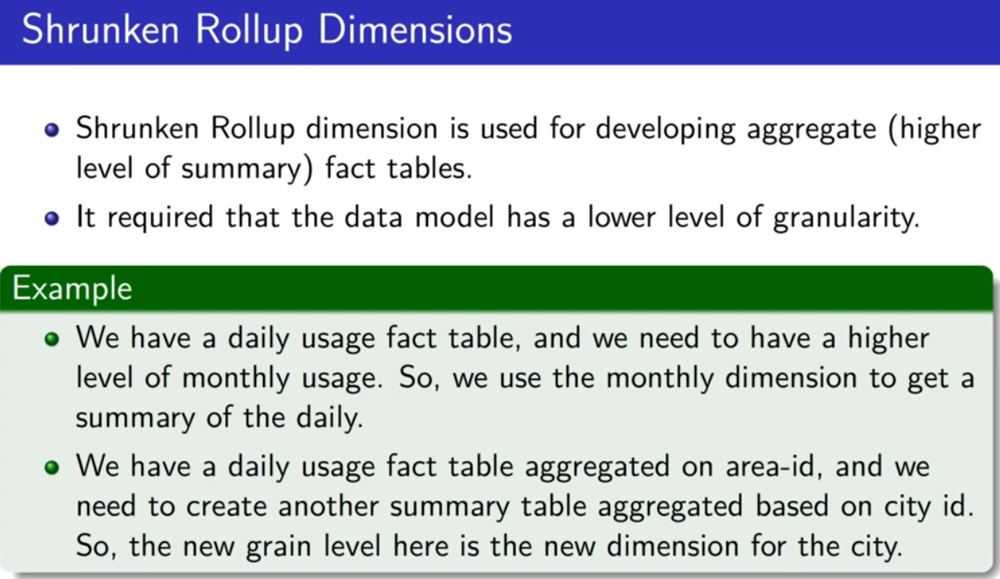 Shrunken Rollup Dimensions
Shrunken Rollup dimension is used for developing aggregate (higher
level of summary) fact tables.
It required that the data model has a lower level of granularity.
Example
We have a daily usage fact table, and we need to have a higher
level of monthly usage. So, we use the monthly dimension to get a
summary of the daily.
We have a daily usage fact table aggregated on area-id, and we
need to create another summary table aggregated based on city id.
So, the new grain level here is the new dimension for the city.